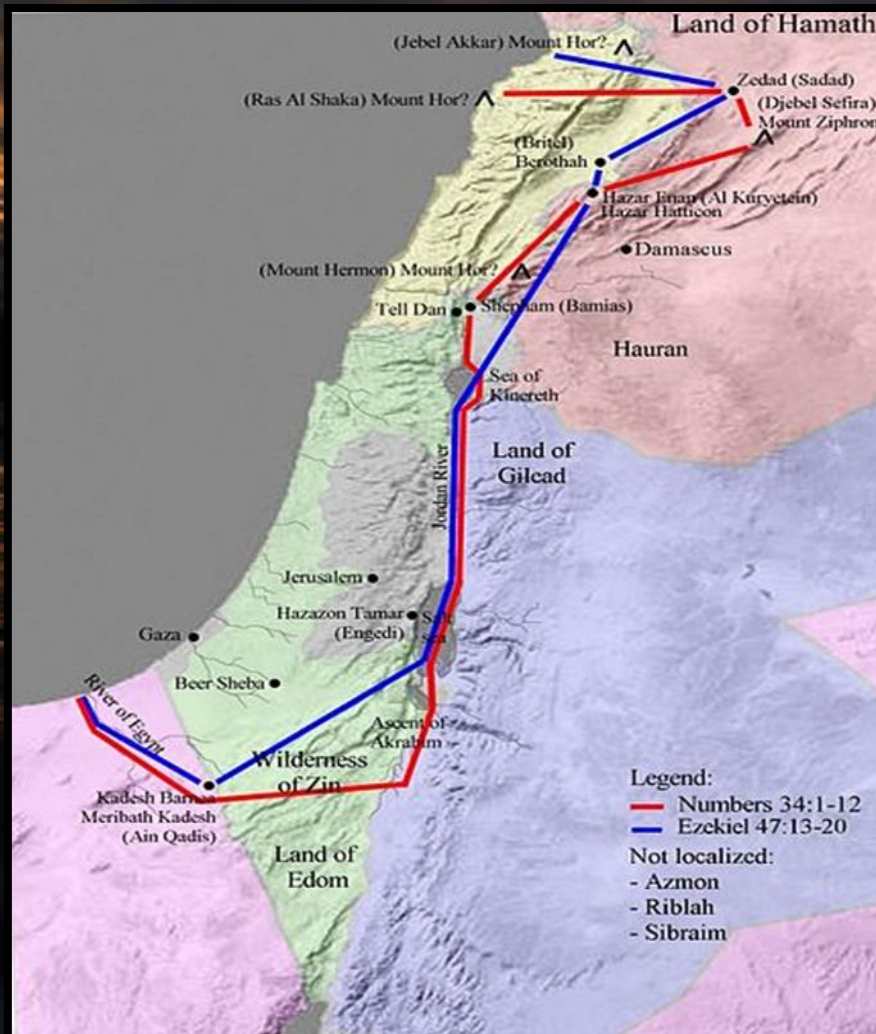 Land of Hamath
(Jebel Akkar) Mount Hor?
Zedad (Sadad)
(Ras Al Shaka) Mount Hor?
(Djebel Sefira)
Mount Ziphron
(Britel)
Berothah
Hazar Enan (Al Kuryetein)
Hazar Hatticon
Damascus
(Mount Hermon) Mount Hor?
Tell Dan
Shepham (Bamias)
Hauran
Sea of
Kinereth
Land of
Gilead
Jordan River
Jerusalem
Hazazon Tamar
(Engedi)
Salt
sea
Gaza
Beer Sheba
River of Egypt
Ascent of
Akrabim
Wilderness
of Zin
Kadesh Barnea
Meribath Kadesh
(Ain Qadis)
Land of
Edom
Legend:
Numbers 34:1-12
Ezekiel 47:13-20
Not localized:
- Azmon
- Riblah
- Sibraim